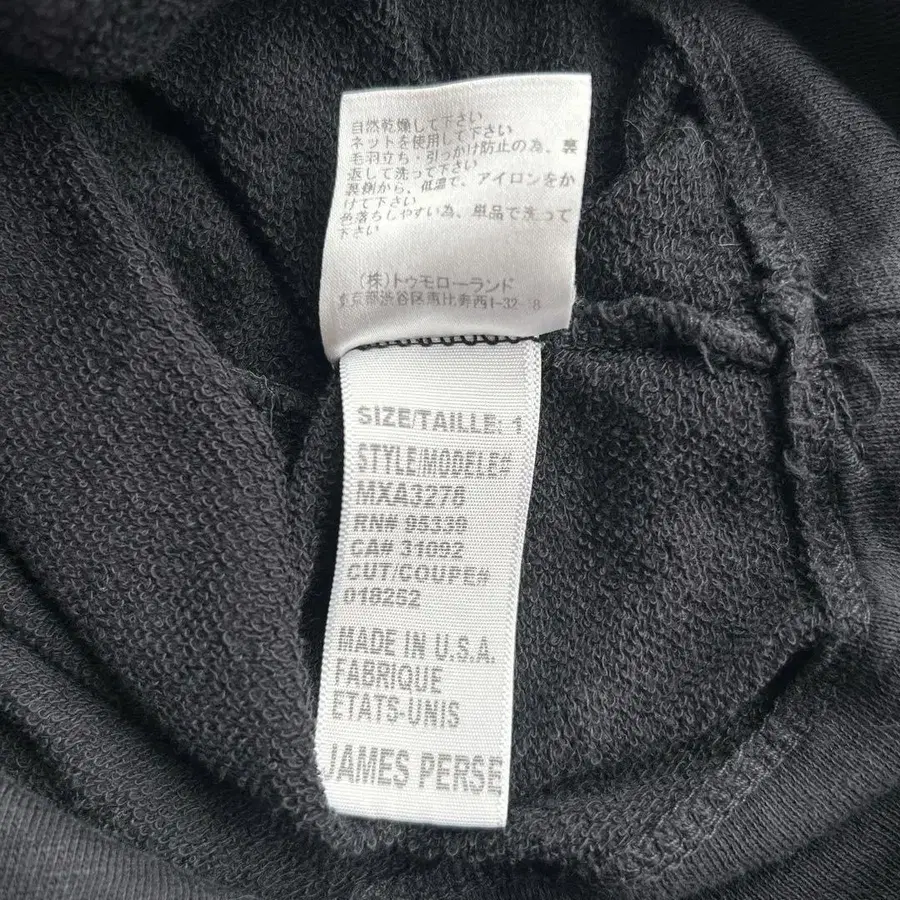 自然乾燥して下さい
ネットを使用して下さい
毛羽立ち・引っかけ防止の為、裏
返して洗って下さい
裏側から、低温で、アイロンをか
けて下さい
色落ちしやすい為、単品で洗って
下さい
(株)トゥモローランド
東京都渋谷区恵比寿西1-32 8
SIZE/TAILLE: 1
STYLE/MODELE#
MXA3276
RN# 95339
CA# 31092
CUT/COUPE#
019252
MADE IN U.S.A.
FABRIQUE
ETATS-UNIS
JAMES PERSE